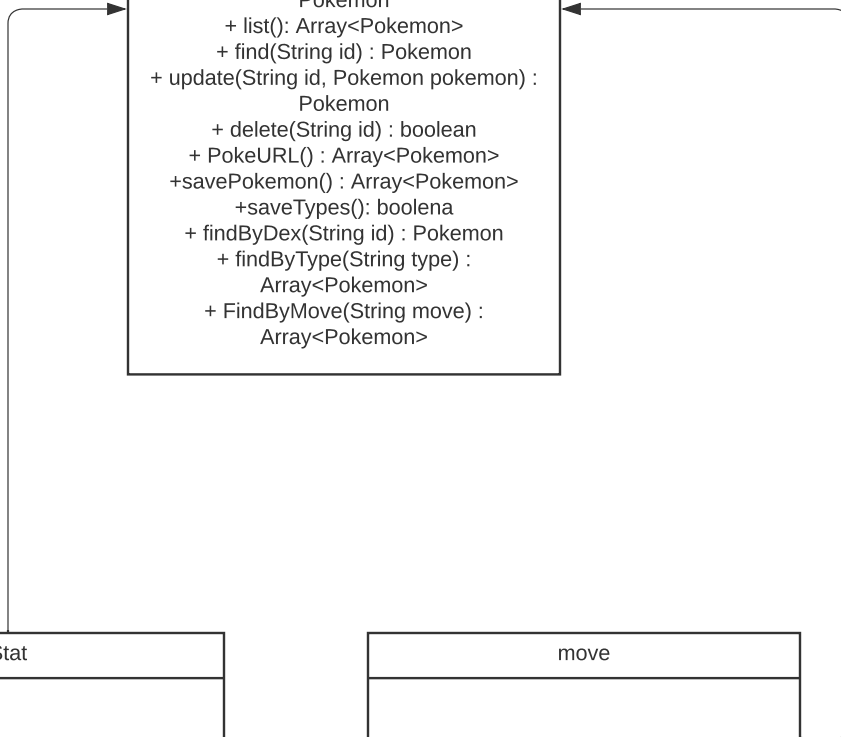 Pokemon
+ list(): Array<Pokemon>
+ find(String id) : Pokemon
+ update(String id, Pokemon pokemon) :
Pokemon
+ delete(String id) : boolean
+ PokeURL() : Array<Pokemon>
+savePokemon() : Array<Pokemon>
+saveTypes(): boolena
+ findByDex(String id) : Pokemon
+ findByType(String type) :
Array<Pokemon>
+ FindByMove(String move) :
Array<Pokemon>
Stat
move